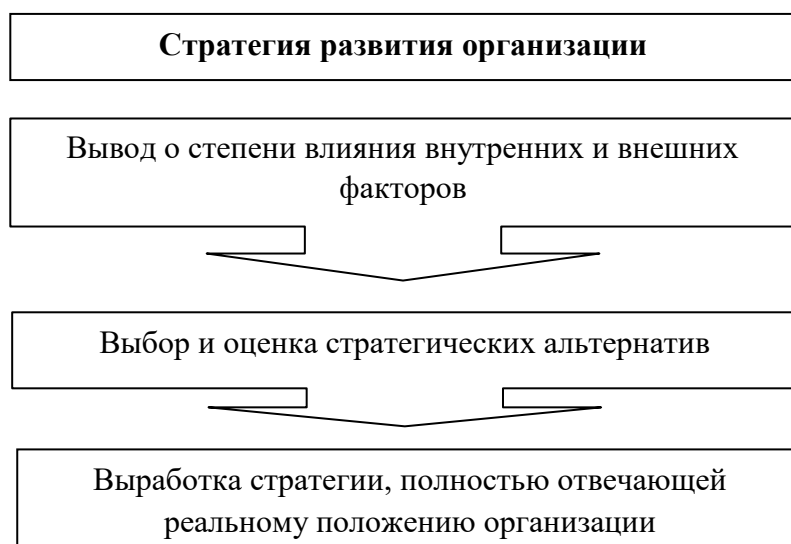 Стратегия развития организации
Вывод о степени влияния внутренних и внешних
факторов
Выбор и оценка стратегических альтернатив
Выработка стратегии, полностью отвечающей
реальному положению организации